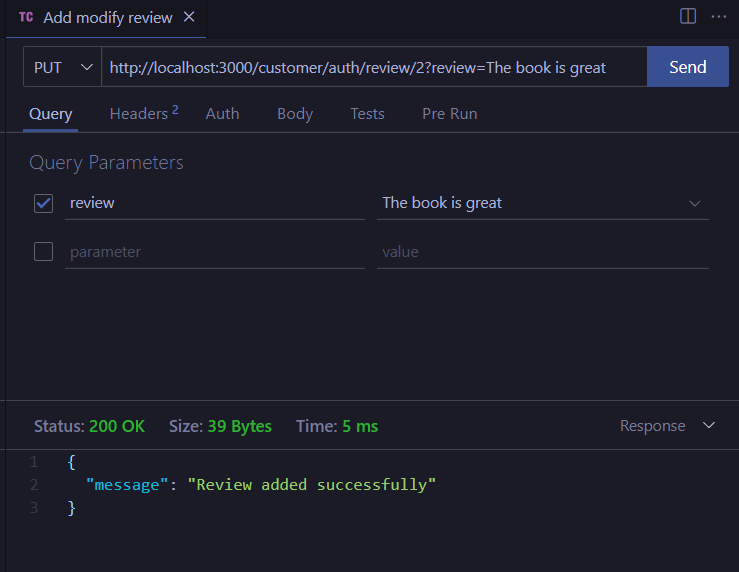 TC Add modify review ×
PUT http://localhost:3000/customer/auth/review/2?review=The book is great Send
Query Headers 2 Auth Body Tests Pre Run
Query Parameters
review The book is great
parameter value
Status: 200 OK Size: 39 Bytes Time: 5 ms Response
1 {
2 "message": "Review added successfully"
3 }